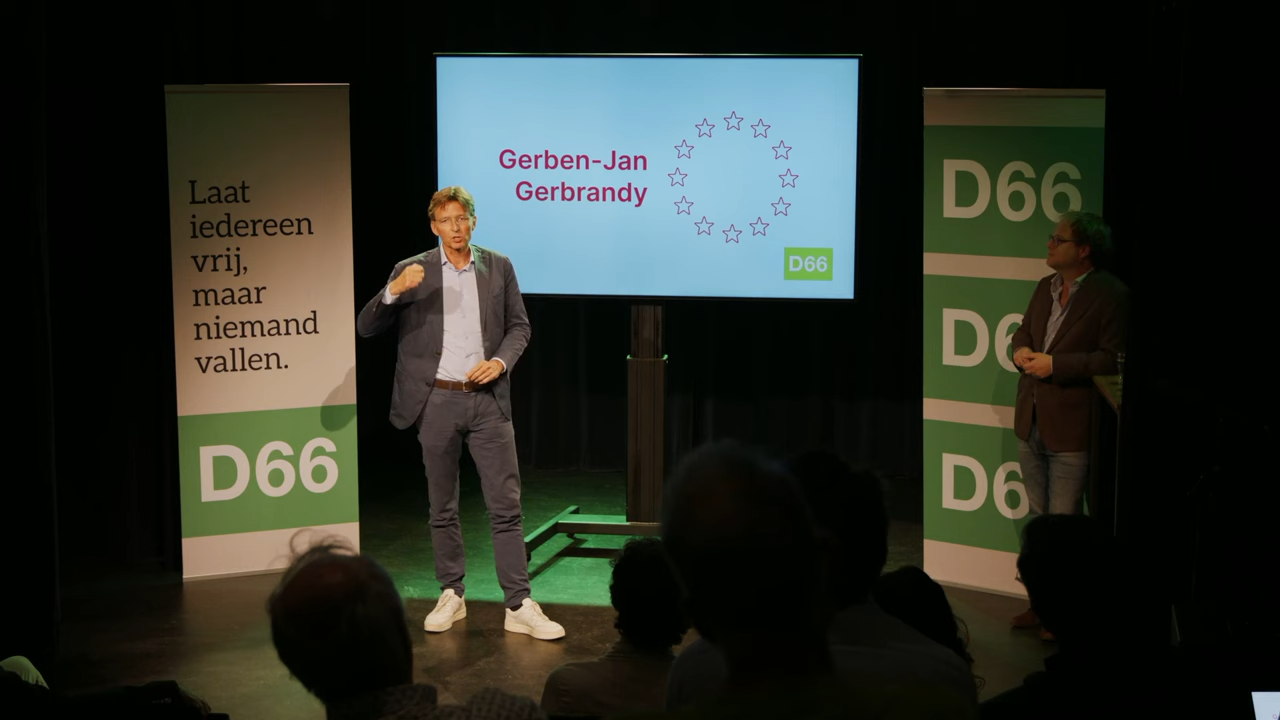 Laat
iedereen
vrij,
maar
niemand
vallen.
D66
Gerben-Jan
Gerbrandy
D66
D66
D6
D6